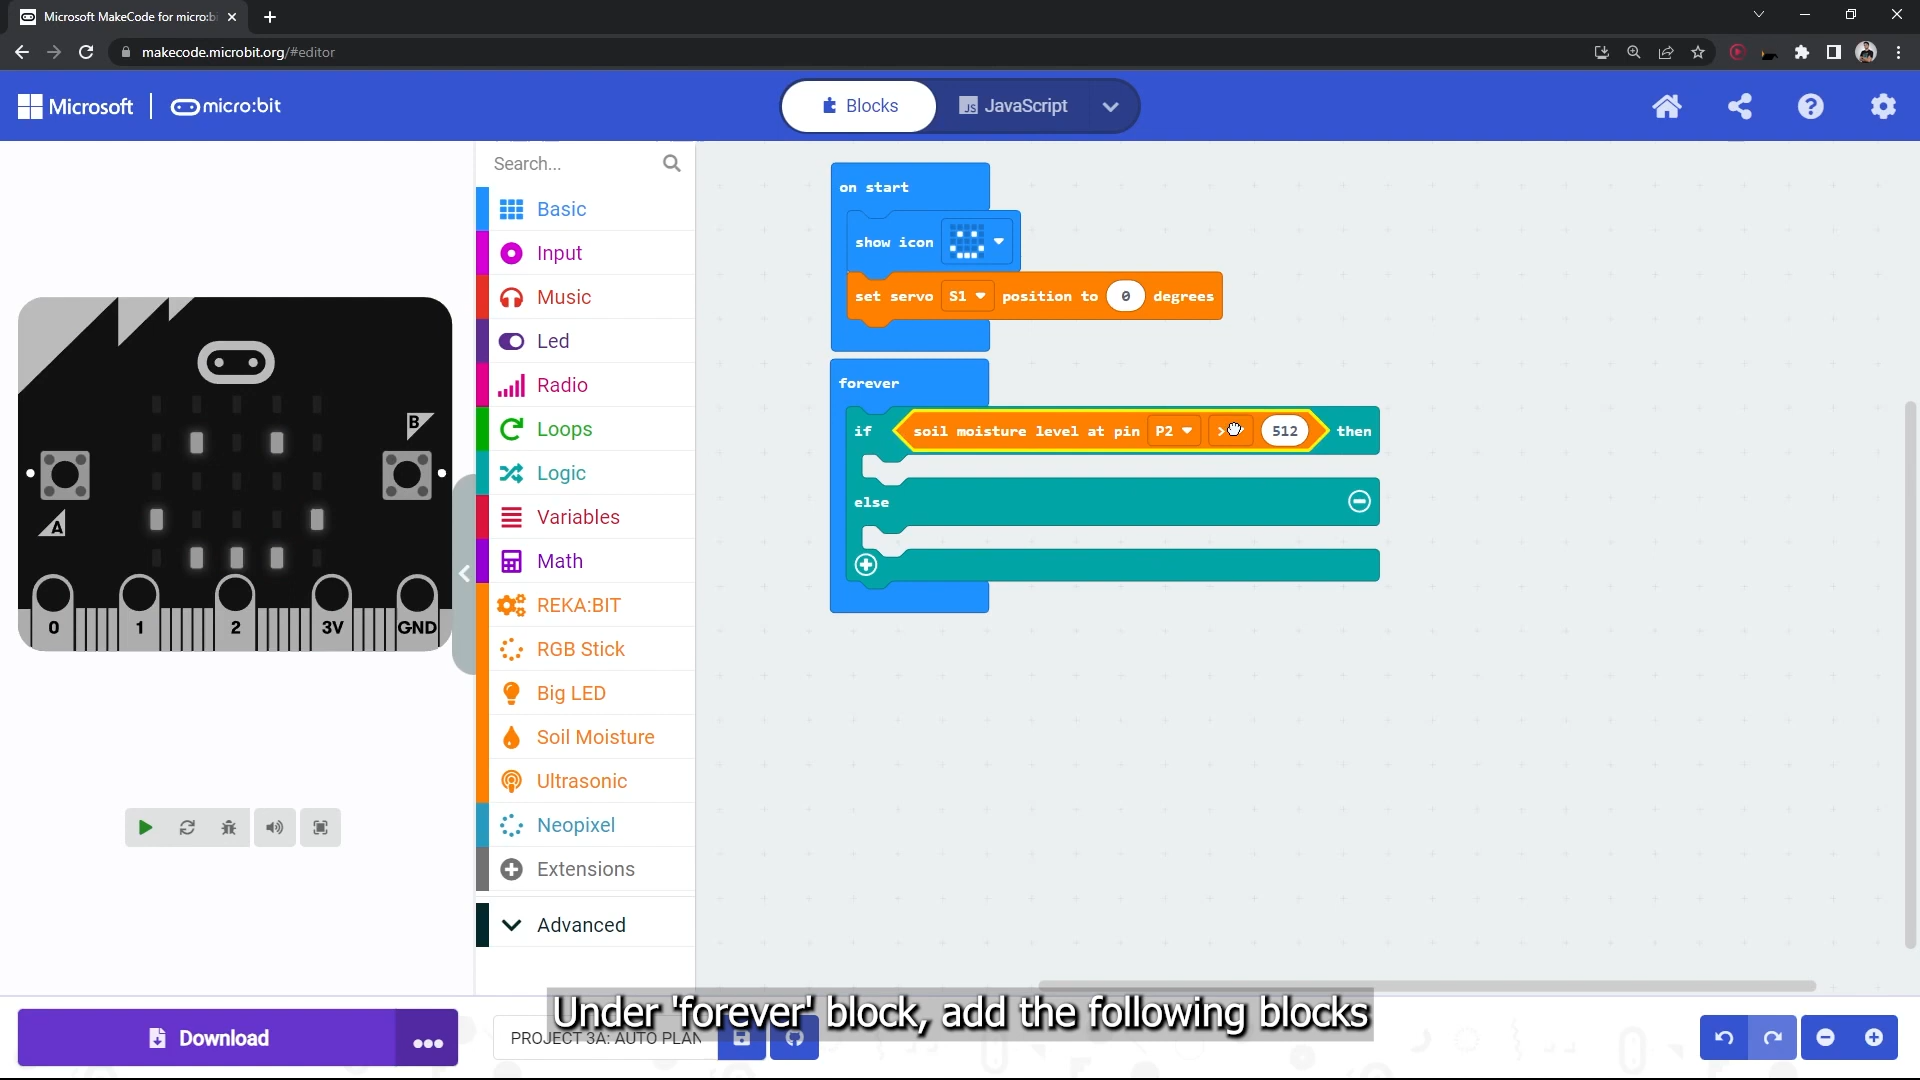 Microsoft MakeCode for micro:bi
makecode.microbit.org/#editor
Microsoft | micro:bit
Blocks
JS JavaScript
Search...
Basic
Input
Music
Led
Radio
Loops
Logic
Variables
Math
REKA:BIT
RGB Stick
Big LED
Soil Moisture
Ultrasonic
Neopixel
Extensions
Advanced
on start
show icon
set servo S1 position to 0 degrees
forever
if soil moisture level at pin P2 > 512 then
else
B
A
0 1 2 3V GND
Under 'forever' block, add the following blocks
Download
PROJECT 3A: AUTO PLAN